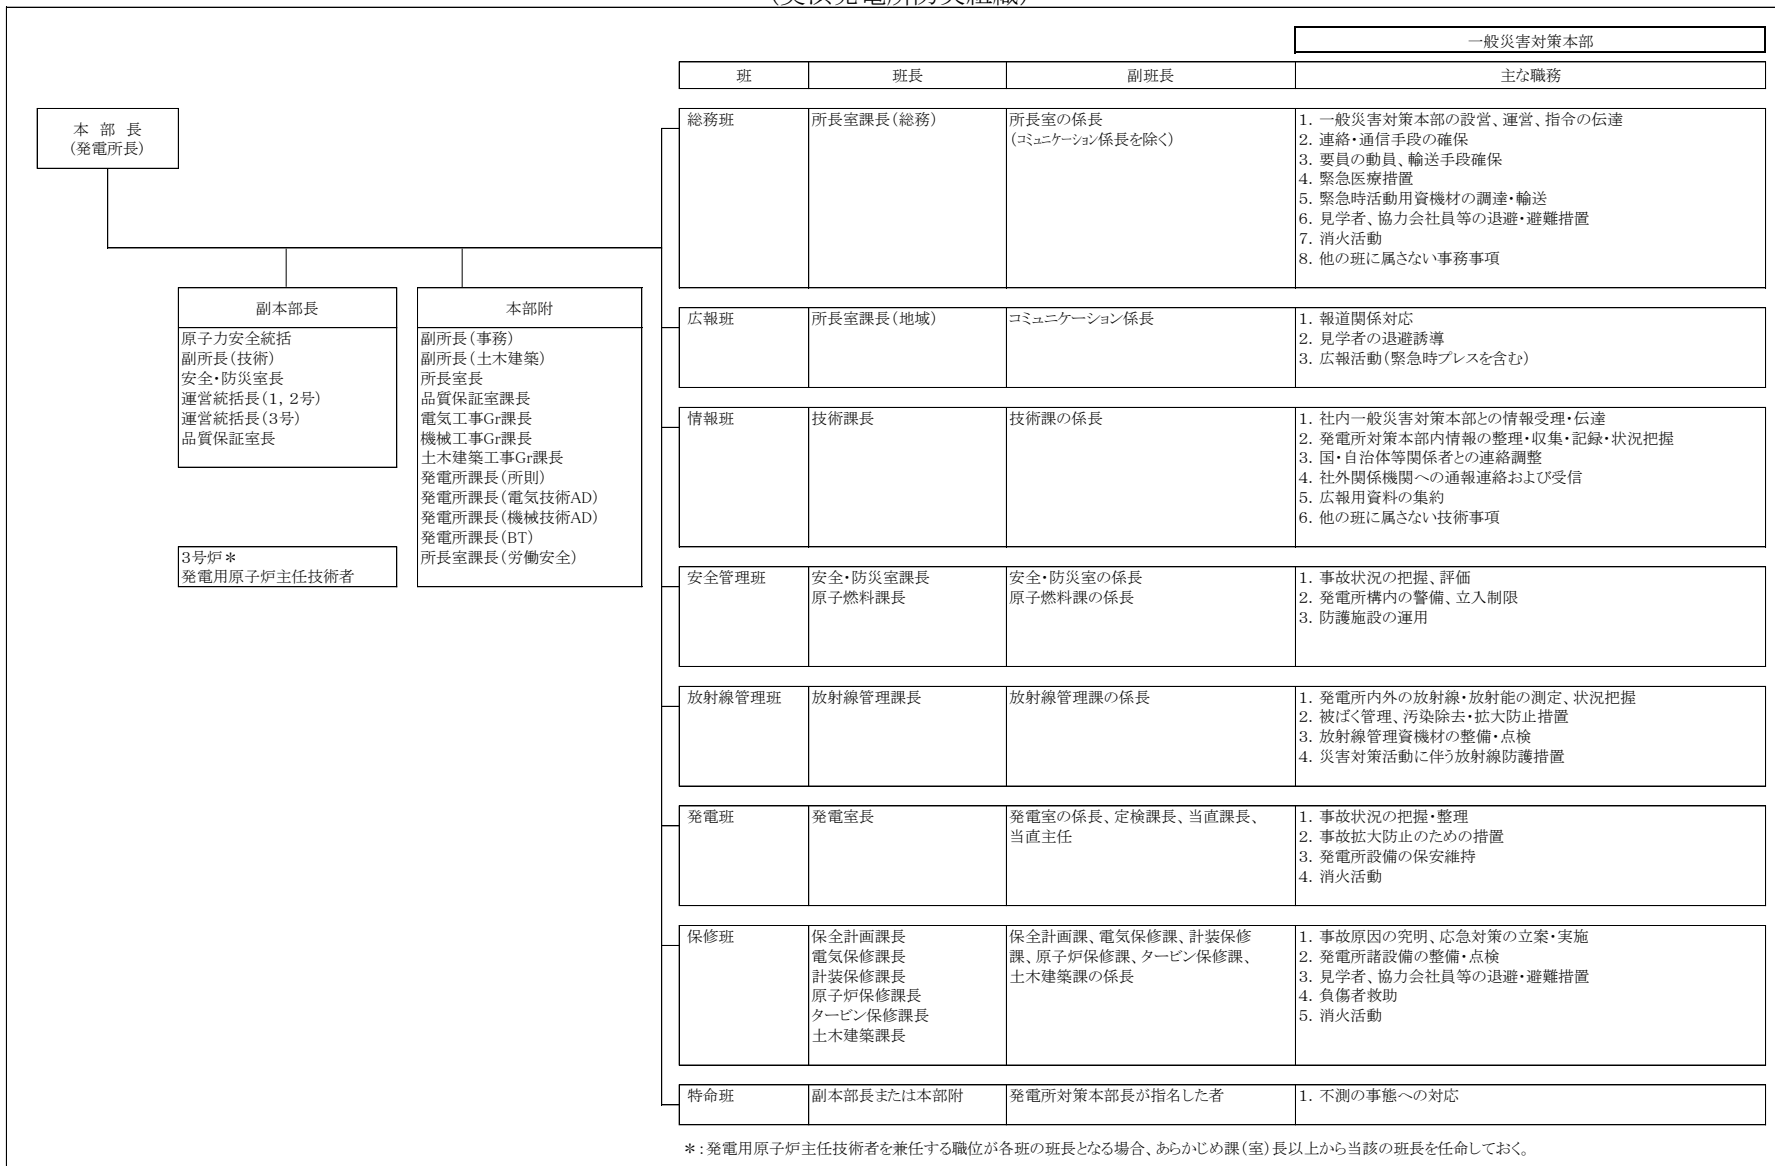 一般災害対策本部
班 班長 副班長 主な職務
本 部 長
(発電所長)
副本部長
原子力安全統括
副所長(技術)
安全・防災室長
運営統括長(1, 2号)
運営統括長(3号)
品質保証室長
3号炉*
発電用原子炉主任技術者
本部附
副所長(事務)
副所長(土木建築)
所長室長
品質保証室課長
電気工事Gr課長
機械工事Gr課長
土木建築工事Gr課長
発電所課長(所則)
発電所課長(電気技術AD)
発電所課長(機械技術AD)
発電所課長(BT)
所長室課長(労働安全)
総務班
所長室課長(総務)
所長室の係長
(コミュニケーション係長を除く)
1. 一般災害対策本部の設営、運営、指令の伝達
2. 連絡・通信手段の確保
3. 要員の動員、輸送手段確保
4. 緊急医療措置
5. 緊急時活動用資機材の調達・輸送
6. 見学者、協力会社員等の退避・避難措置
7. 消火活動
8. 他の班に属さない事務事項
広報班
所長室課長(地域)
コミュニケーション係長
1. 報道関係対応
2. 見学者の退避誘導
3. 広報活動(緊急時プレスを含む)
情報班
技術課長
技術課の係長
1. 社内一般災害対策本部との情報受理・伝達
2. 発電所対策本部内情報の整理・収集・記録・状況把握
3. 国・自治体等関係者との連絡調整
4. 社外関係機関への通報連絡および受信
5. 広報用資料の集約
6. 他の班に属さない技術事項
安全管理班
安全・防災室課長
原子燃料課長
安全・防災室の係長
原子燃料課の係長
1. 事故状況の把握、評価
2. 発電所構内の警備、立入制限
3. 防護施設の運用
放射線管理班
放射線管理課長
放射線管理課の係長
1. 発電所内外の放射線・放射能の測定、状況把握
2. 被ばく管理、汚染除去・拡大防止措置
3. 放射線管理資機材の整備・点検
4. 災害対策活動に伴う放射線防護措置
発電班
発電室長
発電室の係長、定検課長、当直課長、
当直主任
1. 事故状況の把握・整理
2. 事故拡大防止のための措置
3. 発電所設備の保安維持
4. 消火活動
保修班
保全計画課長
電気保修課長
計装保修課長
原子炉保修課長
タービン保修課長
土木建築課長
保全計画課、電気保修課、計装保修
課、原子炉保修課、タービン保修課、
土木建築課の係長
1. 事故原因の究明、応急対策の立案・実施
2. 発電所諸設備の整備・点検
3. 見学者、協力会社員等の退避・避難措置
4. 負傷者救助
5. 消火活動
特命班
副本部長または本部附
発電所対策本部長が指名した者
1. 不測の事態への対応
*:発電用原子炉主任技術者を兼任する職位が各班の班長となる場合、あらかじめ課(室)長以上から当該の班長を任命しておく。